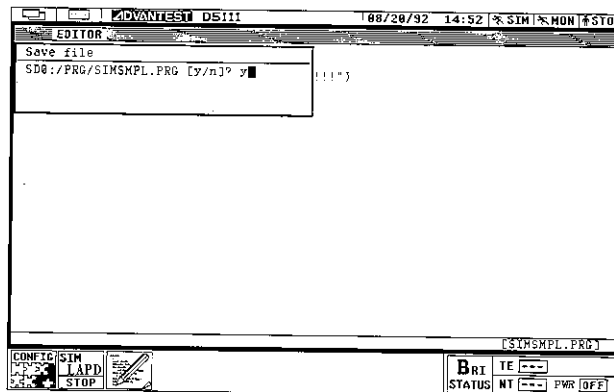 ADVANTEST D5111 08/20/92 14:52 SIM MON STO
EDITOR
Save file
SD0:/PRG/SIMSMPL.PRG [y/n]? y
!!!")
[SIMSMPL.PRG]
CONFIG SIM
LAPD
STOP
BRI TE ---
STATUS NT --- PWR OFF